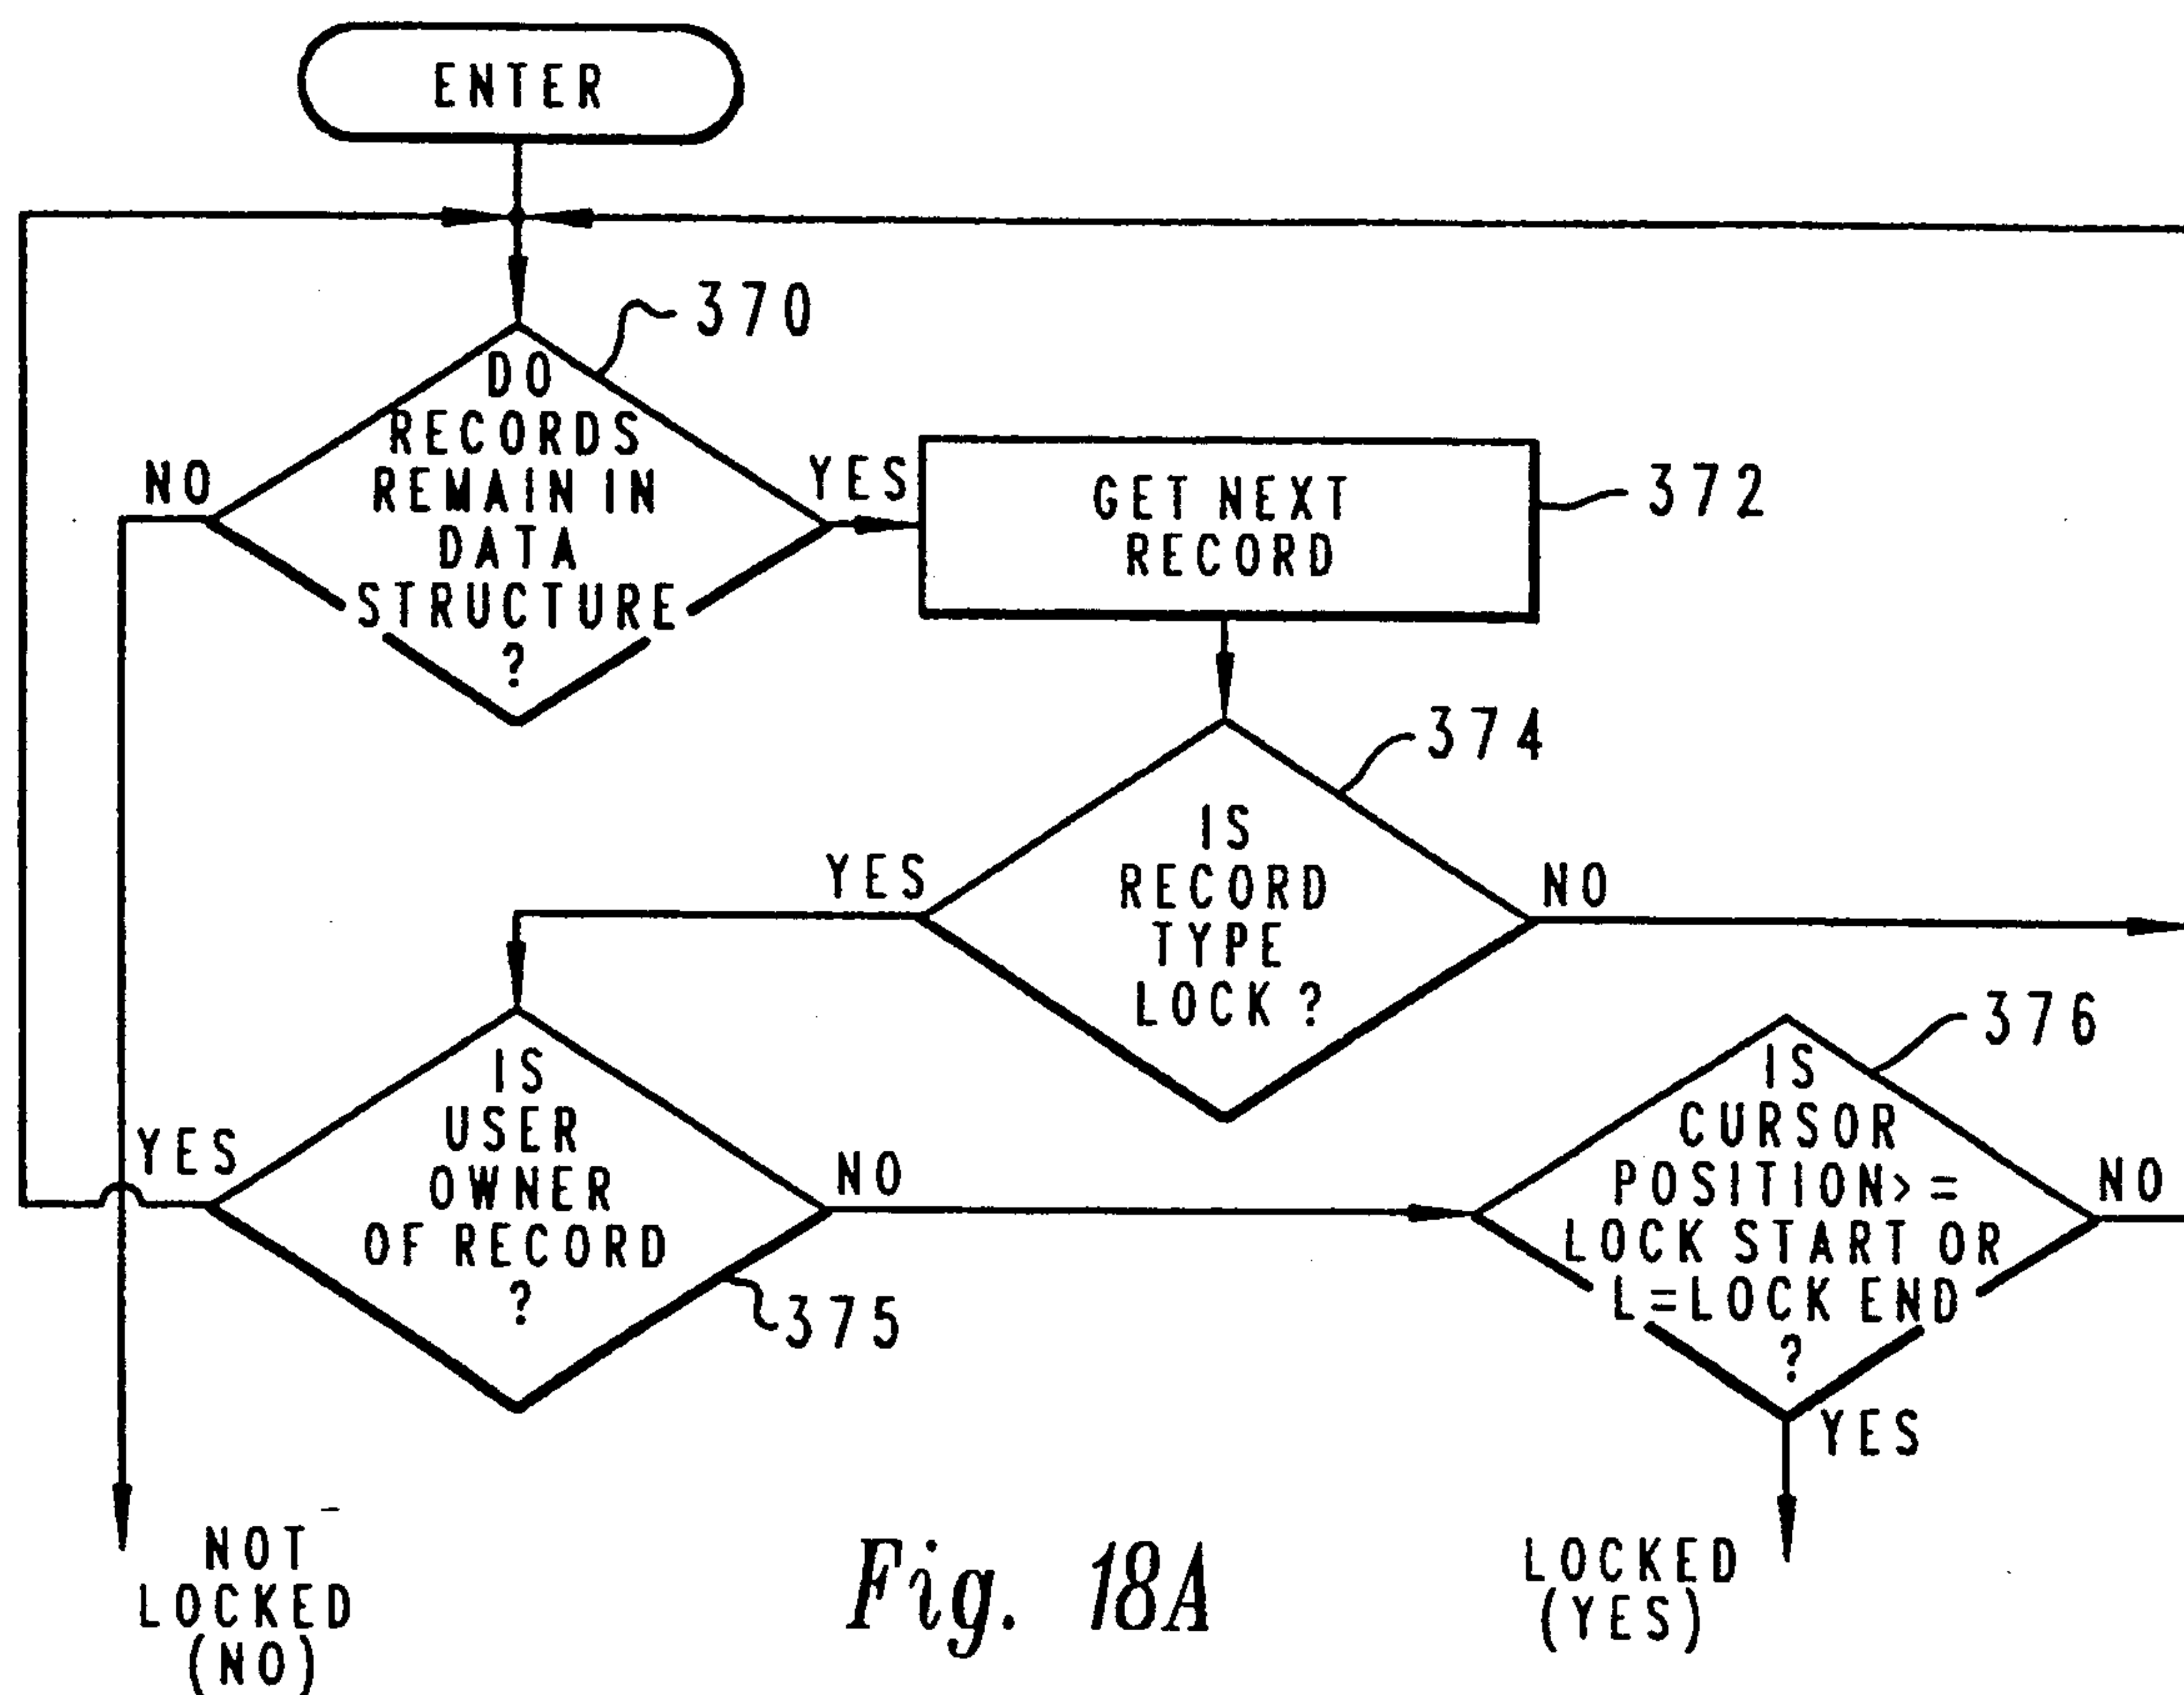 ENTER
370
DO
RECORDS
REMAIN IN
DATA
STRUCTURE
?
NO
YES
GET NEXT
RECORD
372
374
IS
RECORD
TYPE
LOCK ?
YES
NO
IS
USER
OWNER
OF RECORD
?
YES
NO
375
376
IS
CURSOR
POSITION> =
LOCK START OR
L=LOCK END
?
NO
YES
NOT
LOCKED
(NO)
Fig. 18A
LOCKED
(YES)